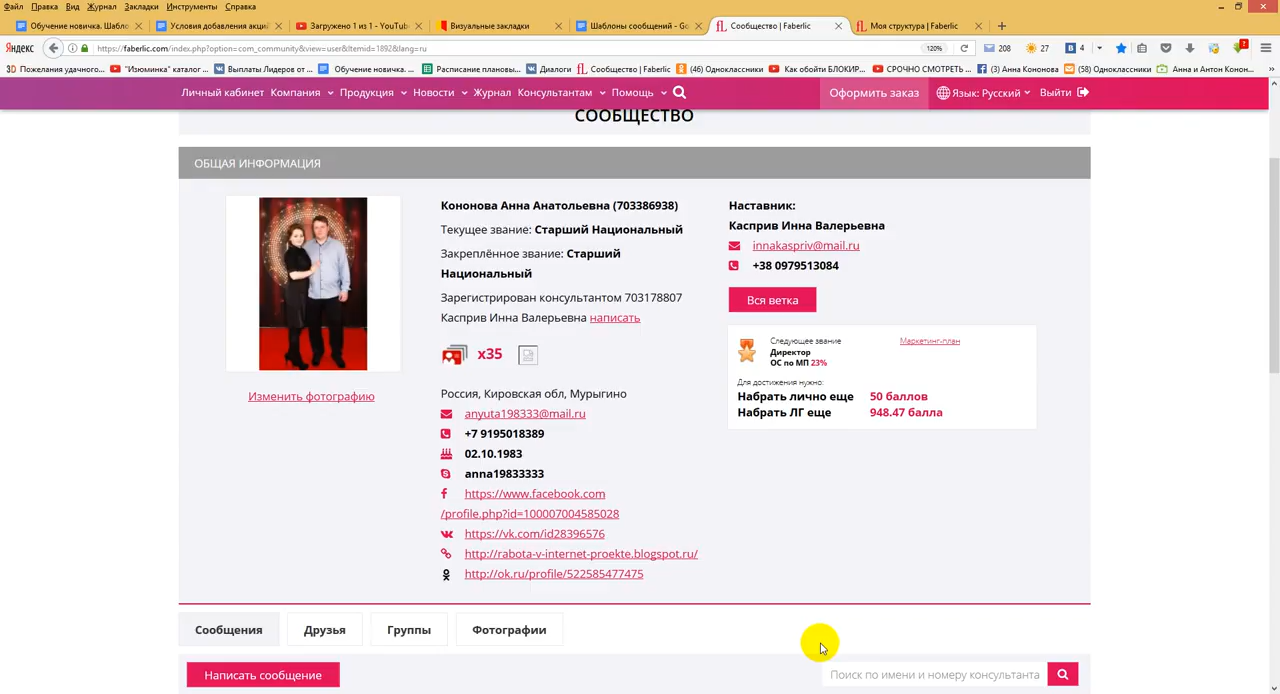 Файл Правка Вид Журнал Закладки Инструменты Справка
Обучение новичка. Шабло
Условия добавления акци
Загружено 1 из 1 - YouTub
Визуальные закладки
Шаблоны сообщений - Go
Сообщество | Faberlic
Моя структура | Faberlic
Яндекс
https://faberlic.com/index.php?option=com_community&view=user&Itemid=1892&lang=ru
120%
208
27
4
3D Пожелания удачного...
"Изюминка" каталог ...
Выплаты Лидеров от ...
Обучение новичка. ...
Расписание плановы...
Диалоги
Сообщество | Faberlic
(46) Одноклассники
Как обойти БЛОКИР...
СРОЧНО СМОТРЕТЬ ...
(3) Анна Кононова
(58) Одноклассники
Анна и Антон Конон...
Личный кабинет Компания Продукция Новости Журнал Консультантам Помощь
Оформить заказ
Язык: Русский
Выйти
СООБЩЕСТВО
ОБЩАЯ ИНФОРМАЦИЯ
Изменить фотографию
Кононова Анна Анатольевна (703386938)
Текущее звание: Старший Национальный
Закреплённое звание: Старший
Национальный
Зарегистрирован консультантом 703178807
Касприв Инна Валерьевна написать
x35
Россия, Кировская обл, Мурыгино
anyuta198333@mail.ru
+7 9195018389
02.10.1983
anna19833333
https://www.facebook.com
/profile.php?id=100007004585028
https://vk.com/id28396576
http://rabota-v-internet-proekte.blogspot.ru/
http://ok.ru/profile/522585477475
Наставник:
Касприв Инна Валерьевна
innakaspriv@mail.ru
+38 0979513084
Вся ветка
Следующее звание
Маркетинг-план
Директор
ОС по МП 23%
Для достижения нужно:
Набрать лично еще 50 баллов
Набрать ЛГ еще 948.47 балла
Сообщения
Друзья
Группы
Фотографии
Написать сообщение
Поиск по имени и номеру консультанта